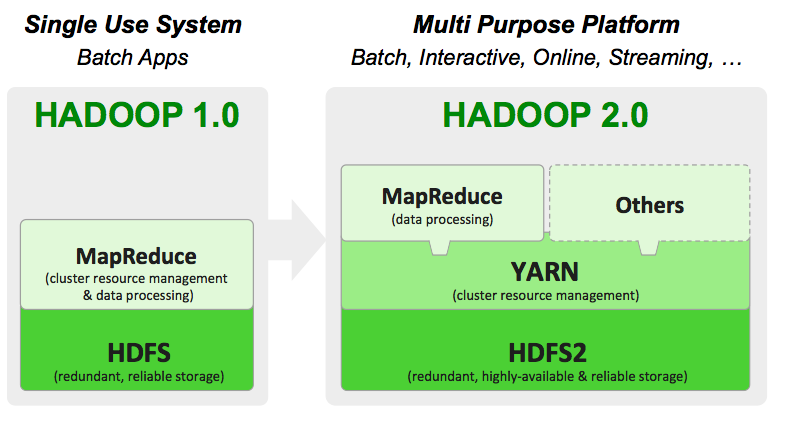 Single Use System
Batch Apps
HADOOP 1.0
MapReduce
(cluster resource management
& data processing)
HDFS
(redundant, reliable storage)
Multi Purpose Platform
Batch, Interactive, Online, Streaming, …
HADOOP 2.0
MapReduce
(data processing)
Others
YARN
(cluster resource management)
HDFS2
(redundant, highly-available & reliable storage)